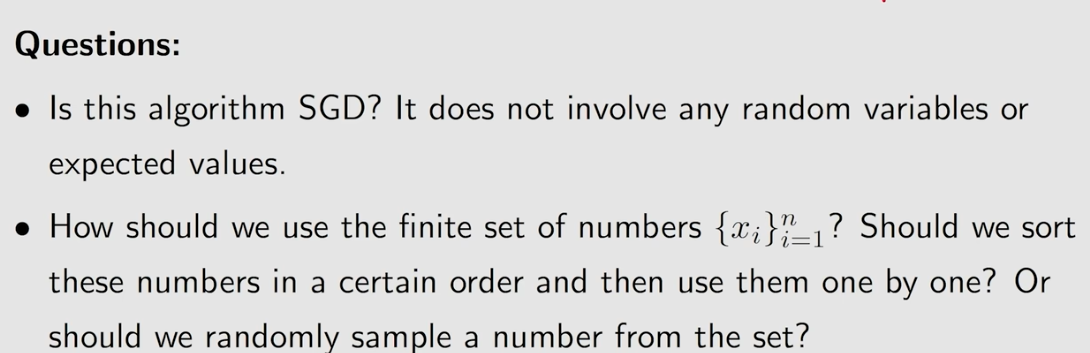 Questions:
• Is this algorithm SGD? It does not involve any random variables or
expected values.
• How should we use the finite set of numbers {xᵢ}ⁿᵢ₌₁? Should we sort
these numbers in a certain order and then use them one by one? Or
should we randomly sample a number from the set?